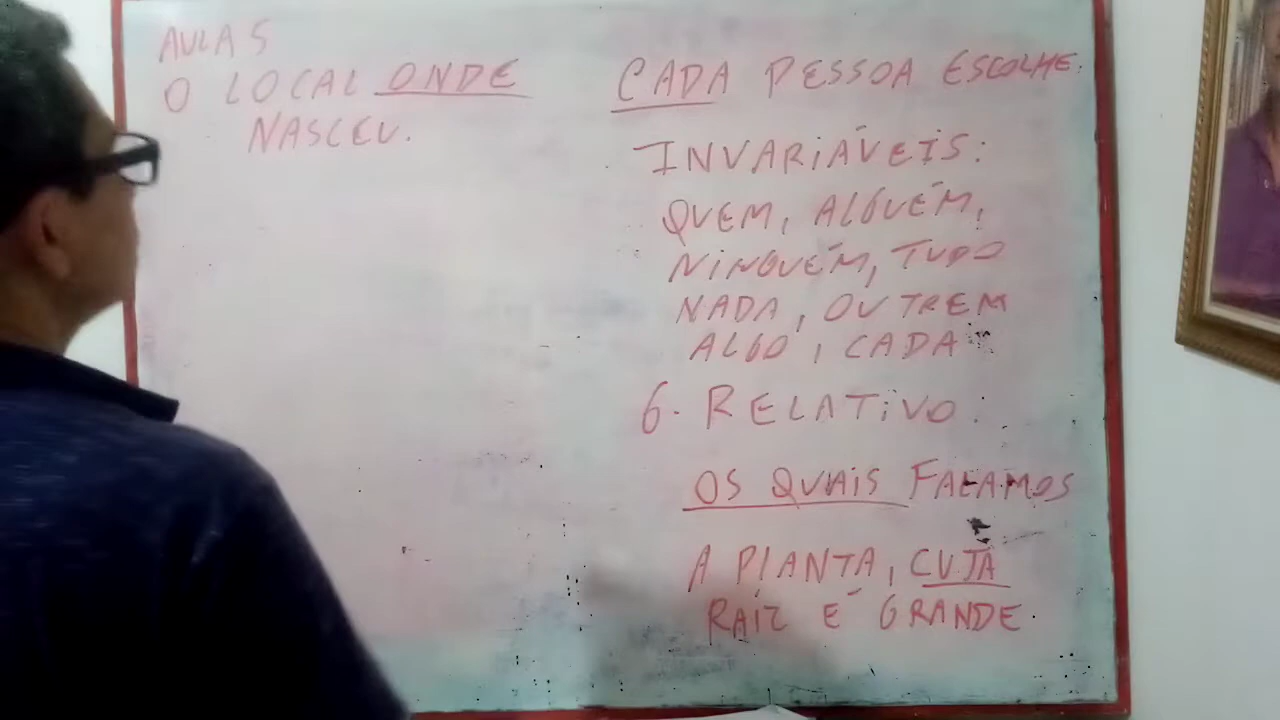 AULA 5
O LOCAL ONDE
NASCEU.
CADA PESSOA ESCOLHE.
INVARIÁVEIS:
QUEM, ALGUÉM,
NINGUÉM, TUDO
NADA, OUTREM
ALGO, CADA
6. RELATIVO.
OS QUAIS FALAMOS
A PLANTA, CUJA
RAÍZ É GRANDE.